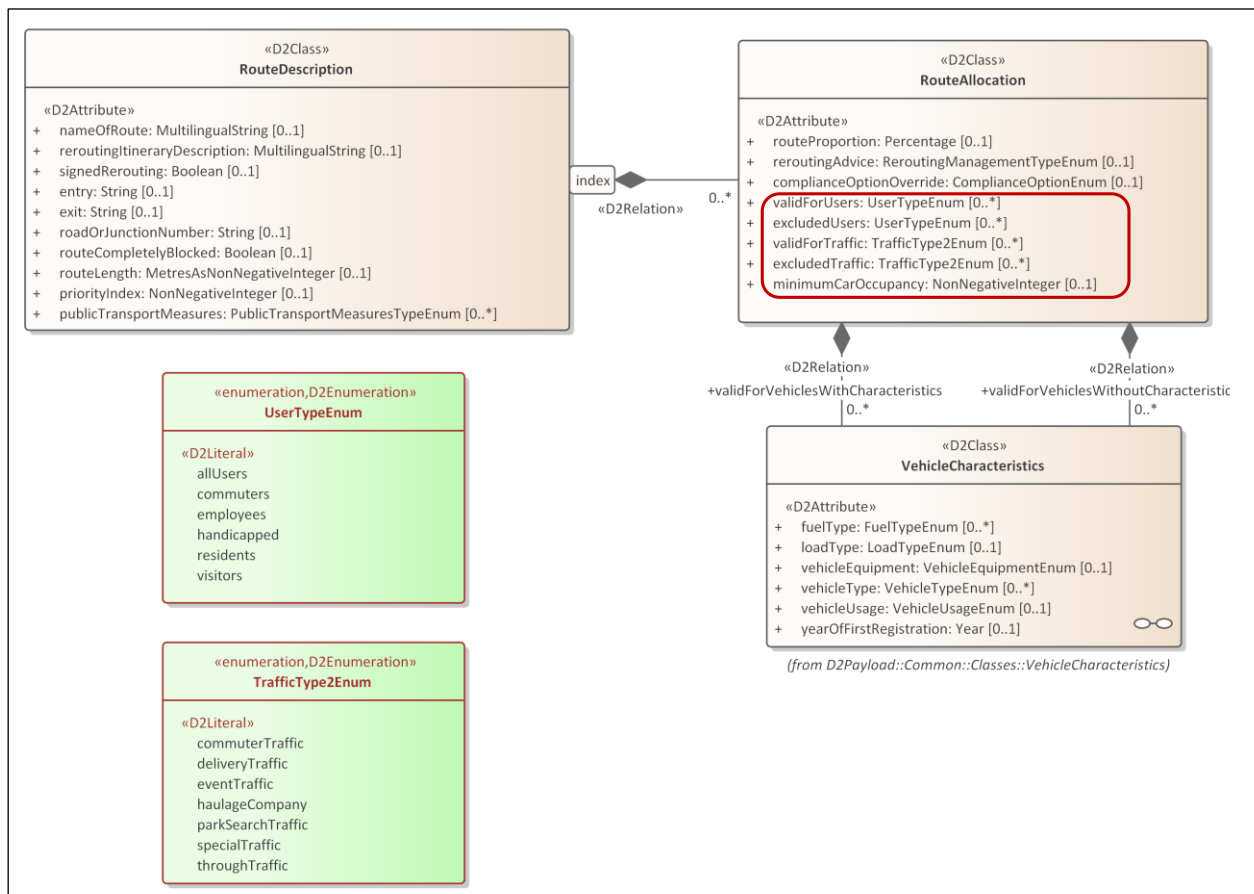 «D2Class»
RouteDescription
«D2Attribute»
+ nameOfRoute: MultilingualString [0..1]
+ reroutingItineraryDescription: MultilingualString [0..1]
+ signedRerouting: Boolean [0..1]
+ entry: String [0..1]
+ exit: String [0..1]
+ roadOrJunctionNumber: String [0..1]
+ routeCompletelyBlocked: Boolean [0..1]
+ routeLength: MetresAsNonNegativeInteger [0..1]
+ priorityIndex: NonNegativeInteger [0..1]
+ publicTransportMeasures: PublicTransportMeasuresTypeEnum [0..*]
index
«D2Relation»
0..*
«D2Class»
RouteAllocation
«D2Attribute»
+ routeProportion: Percentage [0..1]
+ reroutingAdvice: ReroutingManagementTypeEnum [0..1]
+ complianceOptionOverride: ComplianceOptionEnum [0..1]
+ validForUsers: UserTypeEnum [0..*]
+ excludedUsers: UserTypeEnum [0..*]
+ validForTraffic: TrafficType2Enum [0..*]
+ excludedTraffic: TrafficType2Enum [0..*]
+ minimumCarOccupancy: NonNegativeInteger [0..1]
«D2Relation»
+validForVehiclesWithCharacteristics
0..*
«D2Relation»
+validForVehiclesWithoutCharacteristic
0..*
«D2Class»
VehicleCharacteristics
«D2Attribute»
+ fuelType: FuelTypeEnum [0..*]
+ loadType: LoadTypeEnum [0..1]
+ vehicleEquipment: VehicleEquipmentEnum [0..1]
+ vehicleType: VehicleTypeEnum [0..*]
+ vehicleUsage: VehicleUsageEnum [0..1]
+ yearOfFirstRegistration: Year [0..1]
(from D2Payload::Common::Classes::VehicleCharacteristics)
«enumeration,D2Enumeration»
UserTypeEnum
«D2Literal»
allUsers
commuters
employees
handicapped
residents
visitors
«enumeration,D2Enumeration»
TrafficType2Enum
«D2Literal»
commuterTraffic
deliveryTraffic
eventTraffic
haulageCompany
parkSearchTraffic
specialTraffic
throughTraffic